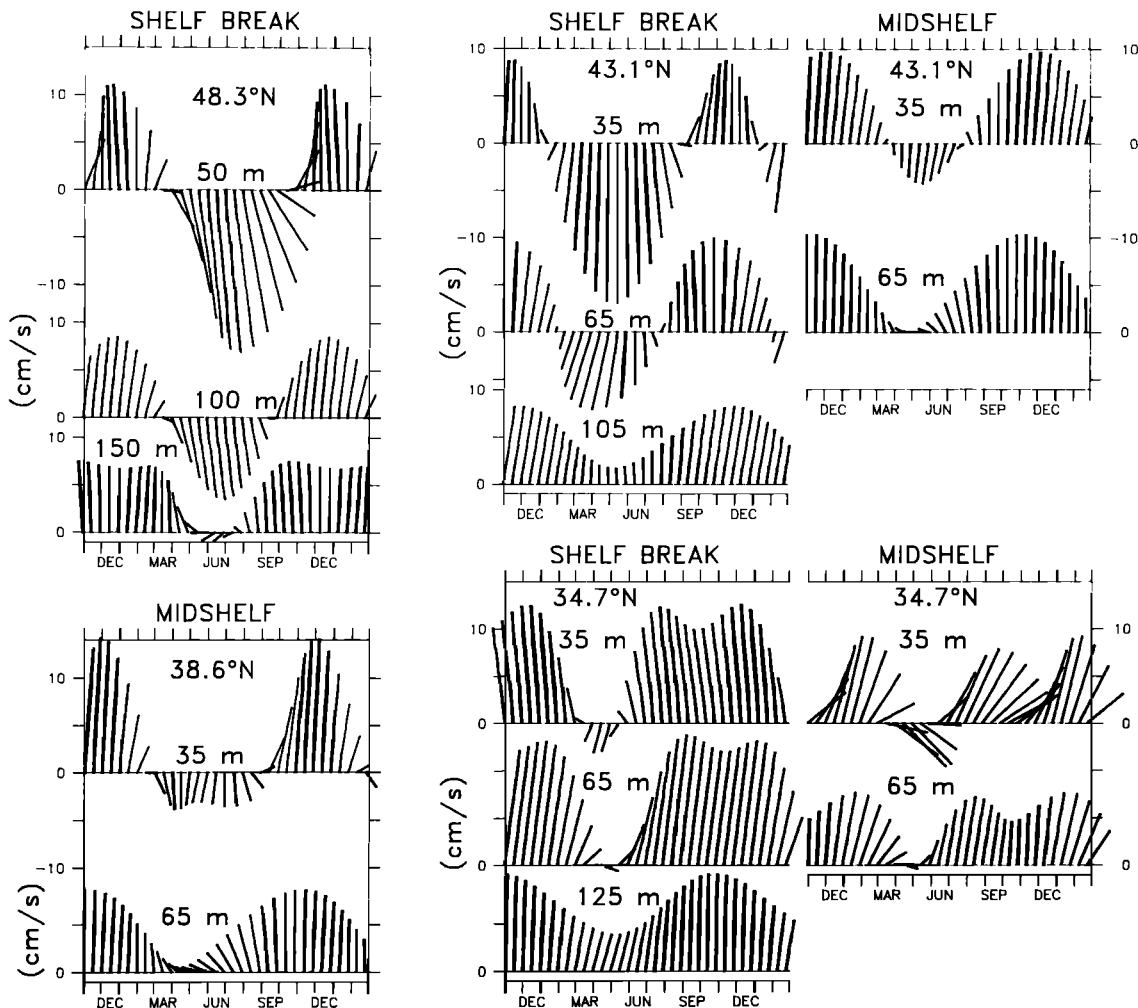 SHELF BREAK
48.3°N
50 m
100 m
150 m
(cm/s)
10
0
-10
10
0
10
0
DEC MAR JUN SEP DEC
SHELF BREAK
43.1°N
35 m
65 m
105 m
(cm/s)
10
0
-10
0
10
0
DEC MAR JUN SEP DEC
MIDSHELF
43.1°N
35 m
65 m
10
0
-10
0
DEC MAR JUN SEP DEC
MIDSHELF
38.6°N
35 m
65 m
(cm/s)
10
0
-10
0
DEC MAR JUN SEP DEC
SHELF BREAK
34.7°N
35 m
65 m
125 m
(cm/s)
10
0
0
0
DEC MAR JUN SEP DEC
MIDSHELF
34.7°N
35 m
65 m
10
0
0
DEC MAR JUN SEP DEC